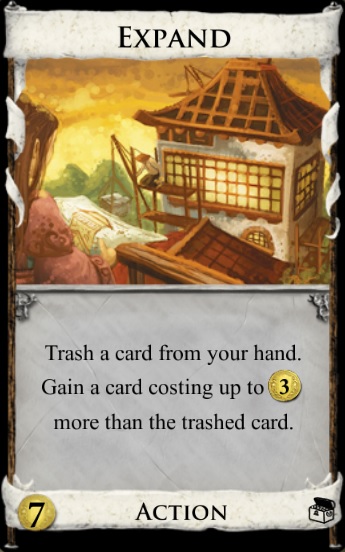 EXPAND
Trash a card from your hand.
Gain a card costing up to 3
more than the trashed card.
7 ACTION